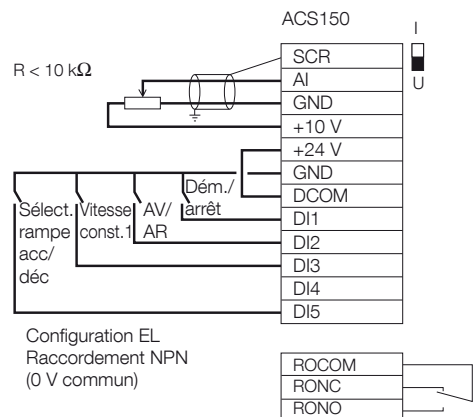 ACS150
I
U
R < 10 kΩ
SCR
AI
GND
+10 V
+24 V
GND
DCOM
DI1
DI2
DI3
DI4
DI5
Sélect.
rampe
acc/
déc
Vitesse
const.1
AV/
AR
Dém./
arrêt
Configuration EL
Raccordement NPN
(0 V commun)
ROCOM
RONC
RONO